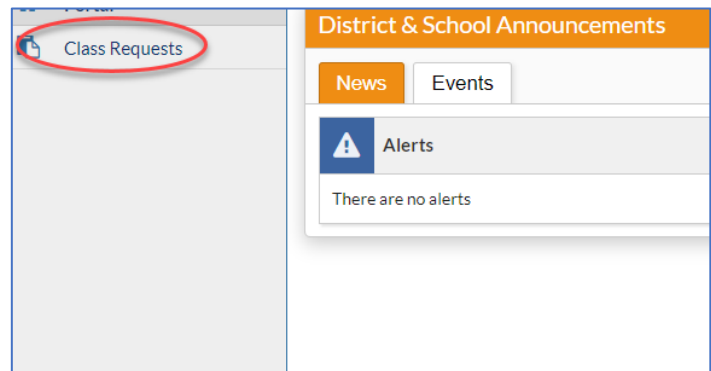 Class Requests
District & School Announcements
News
Events
Alerts
There are no alerts